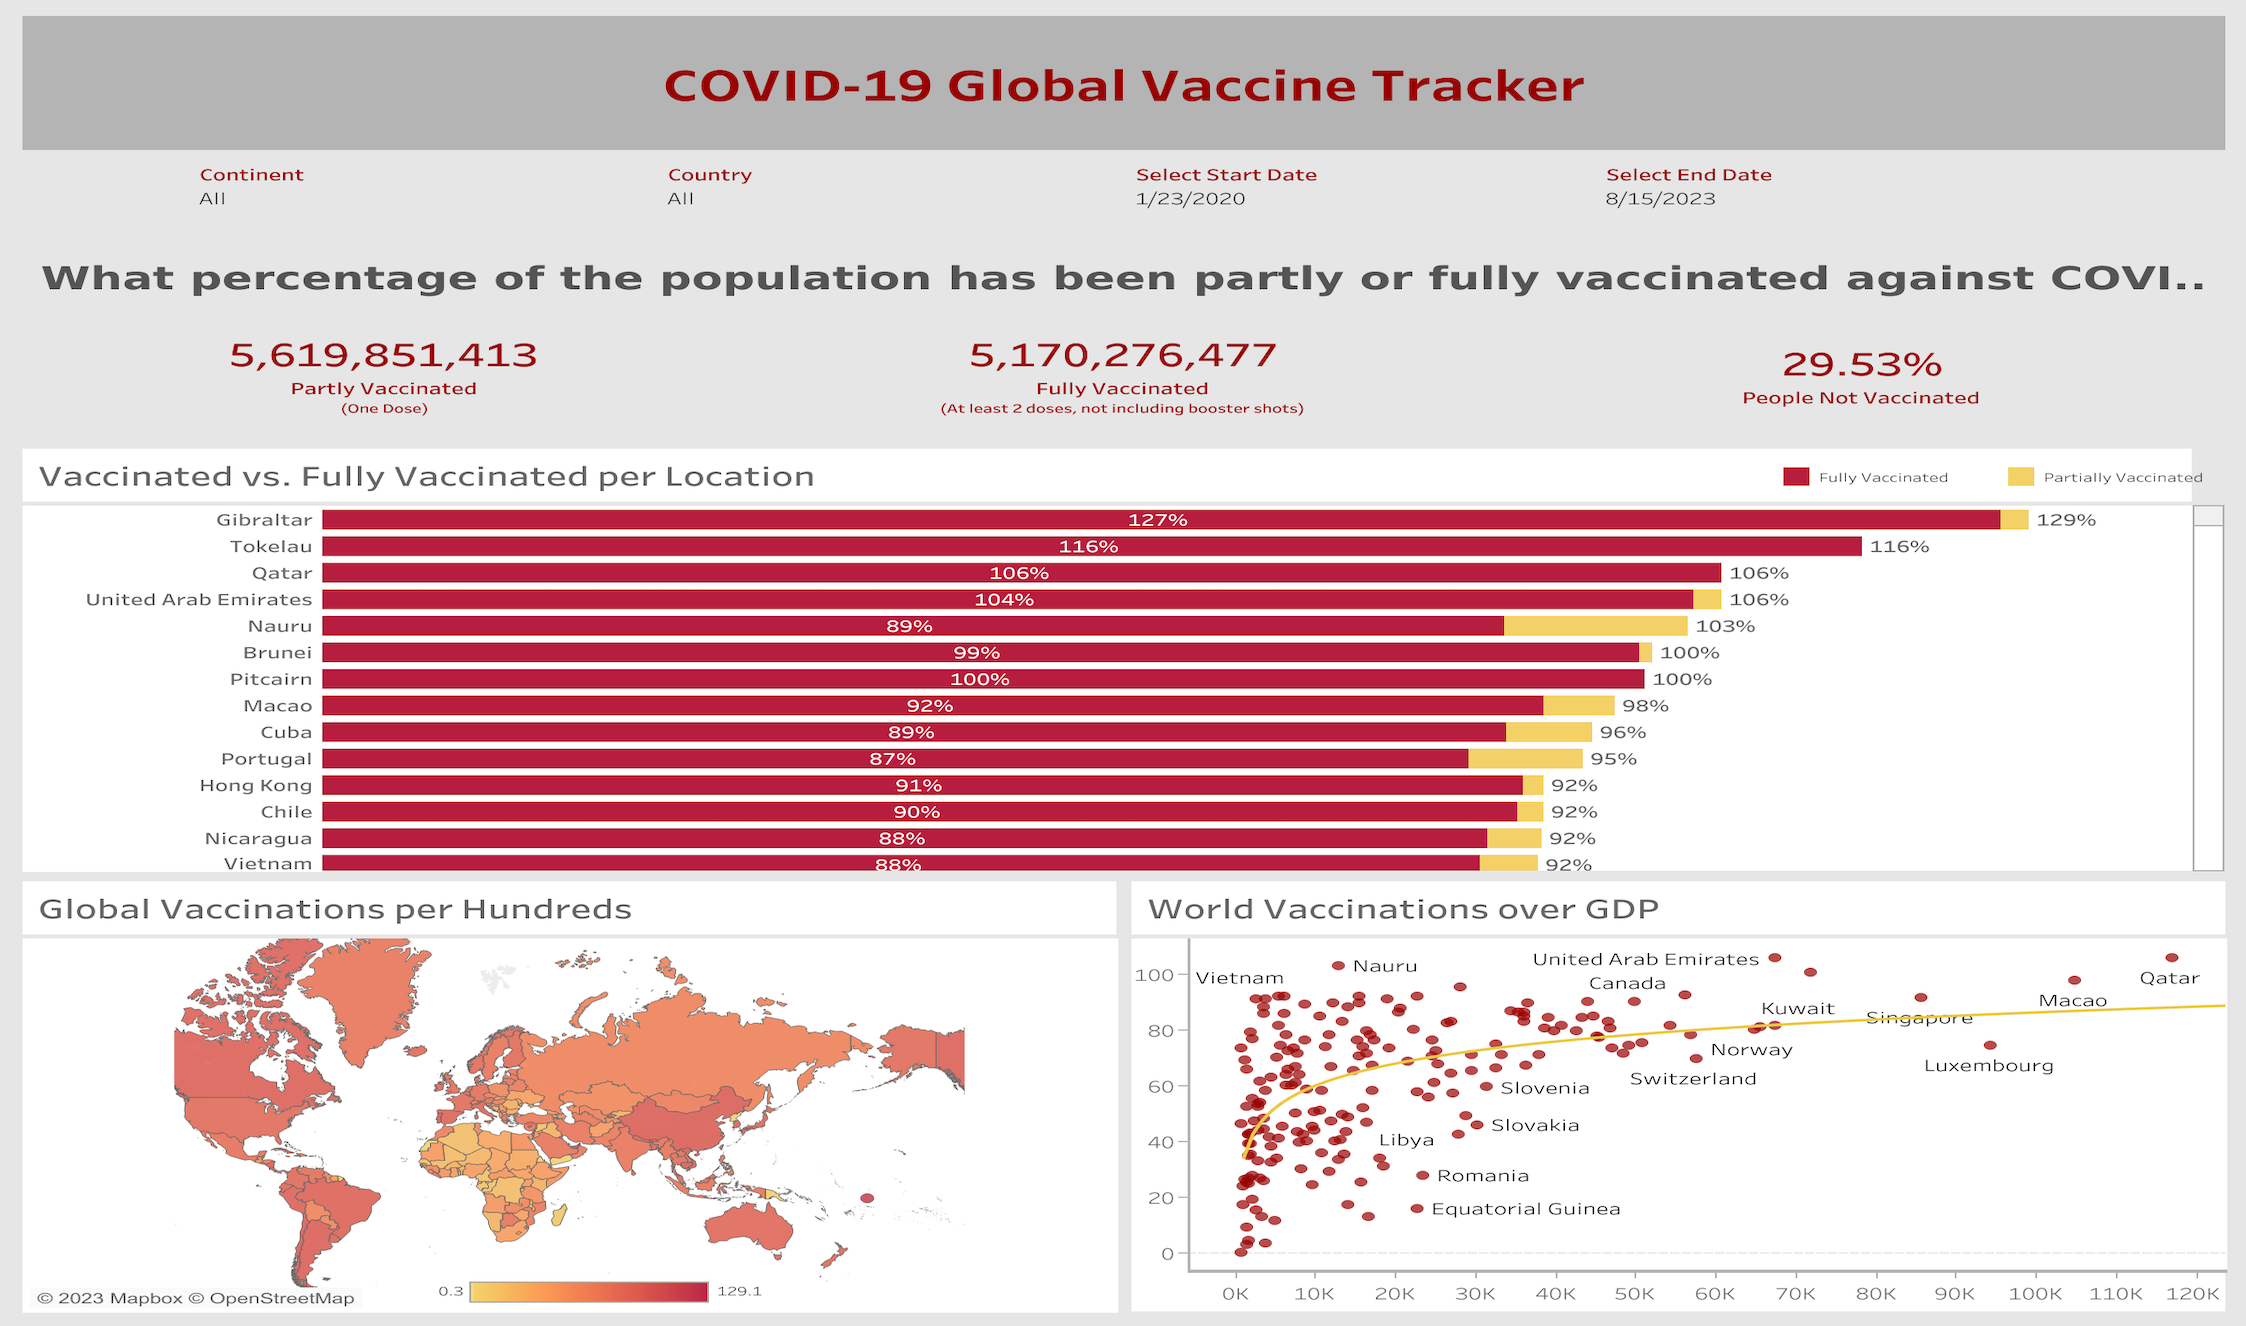 COVID-19 Global Vaccine Tracker
Continent
All
Country
All
Select Start Date
1/23/2020
Select End Date
8/15/2023
What percentage of the population has been partly or fully vaccinated against COVI..
5,619,851,413
Partly Vaccinated
(One Dose)
5,170,276,477
Fully Vaccinated
(At least 2 doses, not including booster shots)
29.53%
People Not Vaccinated
Vaccinated vs. Fully Vaccinated per Location
Fully Vaccinated
Partially Vaccinated
Gibraltar 127% 129%
Tokelau 116% 116%
Qatar 106% 106%
United Arab Emirates 104% 106%
Nauru 89% 103%
Brunei 99% 100%
Pitcairn 100% 100%
Macao 92% 98%
Cuba 89% 96%
Portugal 87% 95%
Hong Kong 91% 92%
Chile 90% 92%
Nicaragua 88% 92%
Vietnam 88% 92%
Global Vaccinations per Hundreds
0.3
129.1
© 2023 Mapbox © OpenStreetMap
World Vaccinations over GDP
100
80
60
40
20
0
Vietnam
Nauru
United Arab Emirates
Canada
Qatar
Macao
Kuwait
Singapore
Norway
Luxembourg
Switzerland
Slovenia
Slovakia
Libya
Romania
Equatorial Guinea
0K 10K 20K 30K 40K 50K 60K 70K 80K 90K 100K 110K 120K